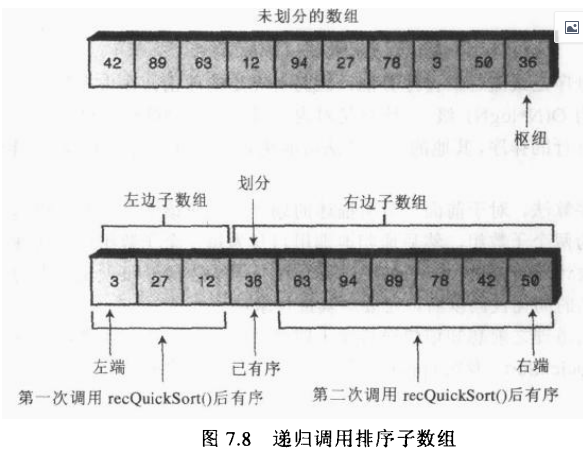 未划分的数组
42 89 63 12 94 27 78 3 50 36
枢纽
划分
左边子数组
右边子数组
3 27 12 36 63 94 89 78 42 50
左端
已有序
右端
第一次调用 recQuickSort()后有序
第二次调用 recQuickSort()后有序
图 7.8 递归调用排序子数组